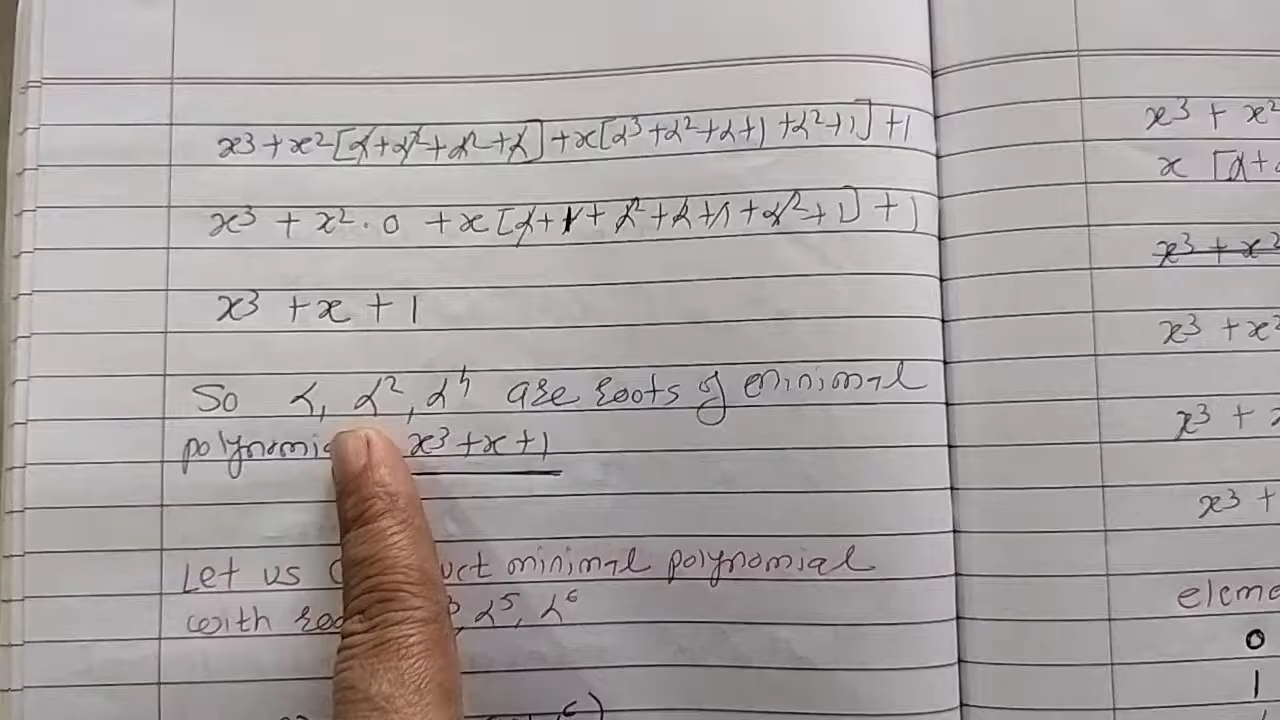 x³+x²[α+α²+α²+α]+x[α³+α²+α+1+α²+1]+1
x³ + x².0 + x[α+1+α²+α+1+α²+1]+1
x³ + x + 1
So α, α², α⁴ are roots of minimal
x³+x+1
Let us minimal polynomial
with α⁵, α⁶
x³ + x²
x [α+
x³ + x²
x³ + x²
x³ +
x³ +
0
1